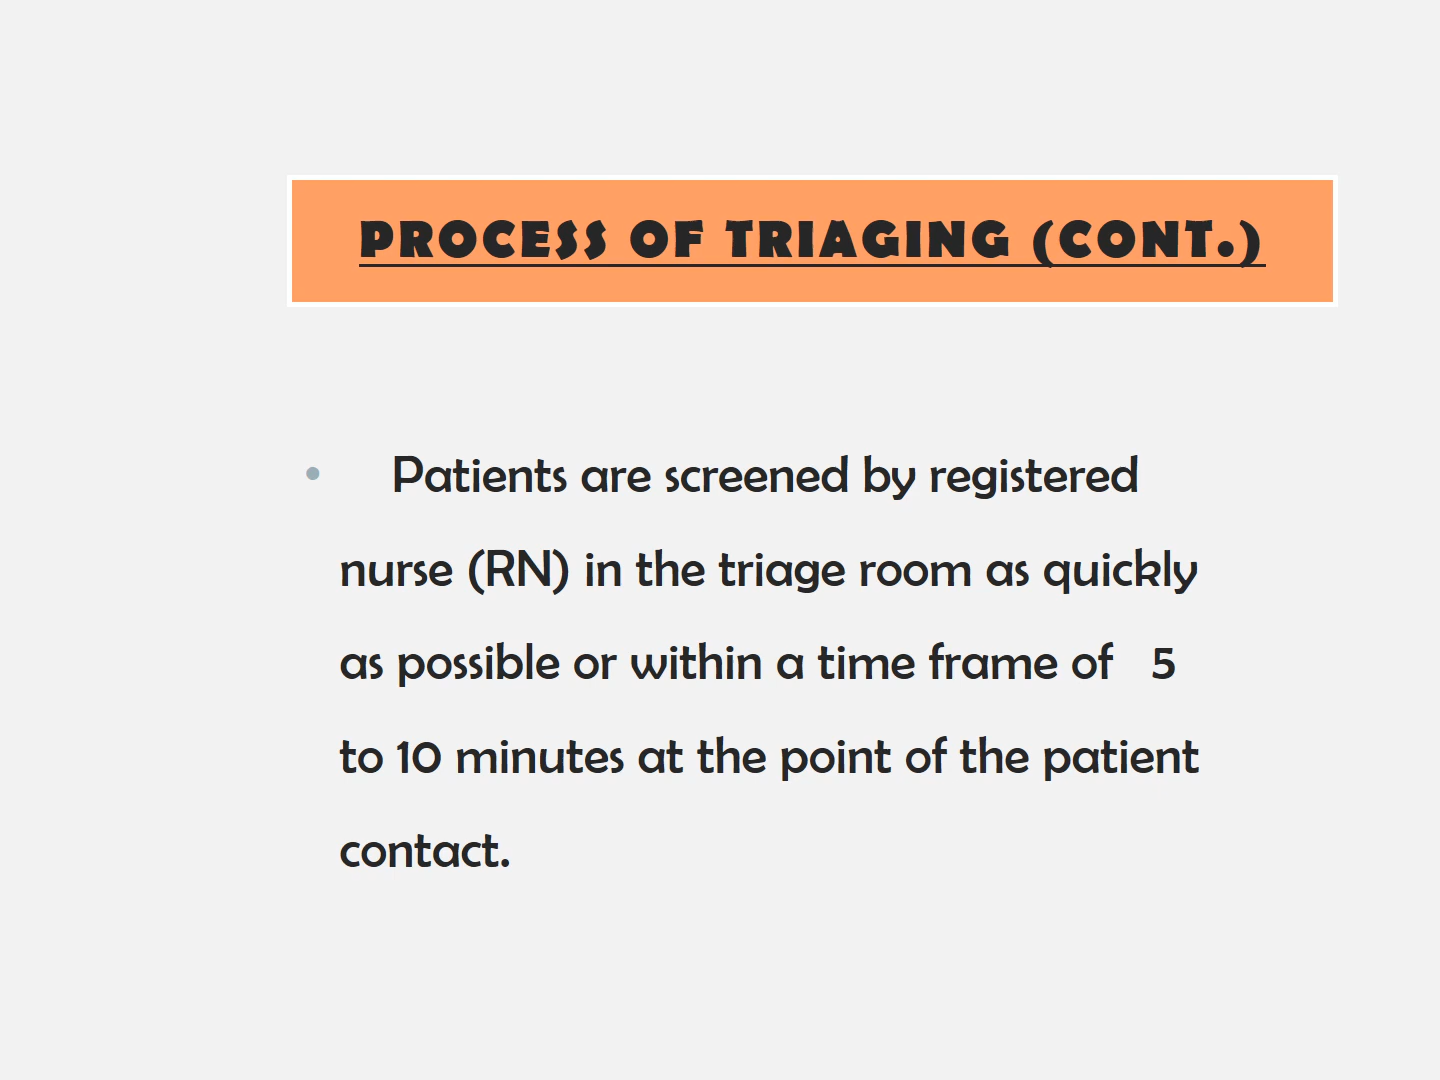 PROCESS OF TRIAGING (CONT.)
• Patients are screened by registered
nurse (RN) in the triage room as quickly
as possible or within a time frame of 5
to 10 minutes at the point of the patient
contact.